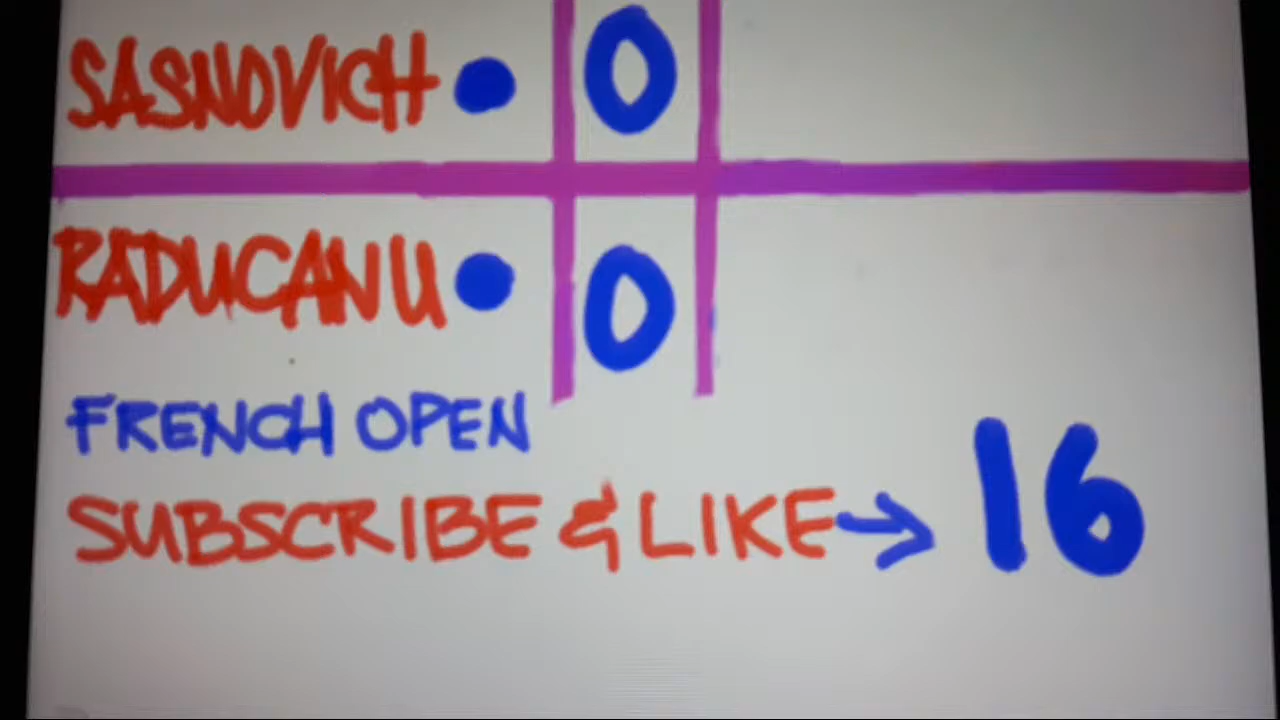 SASNOVICH • 0
RADUCANU • 0
FRENCH OPEN
SUBSCRIBE & LIKE → 16